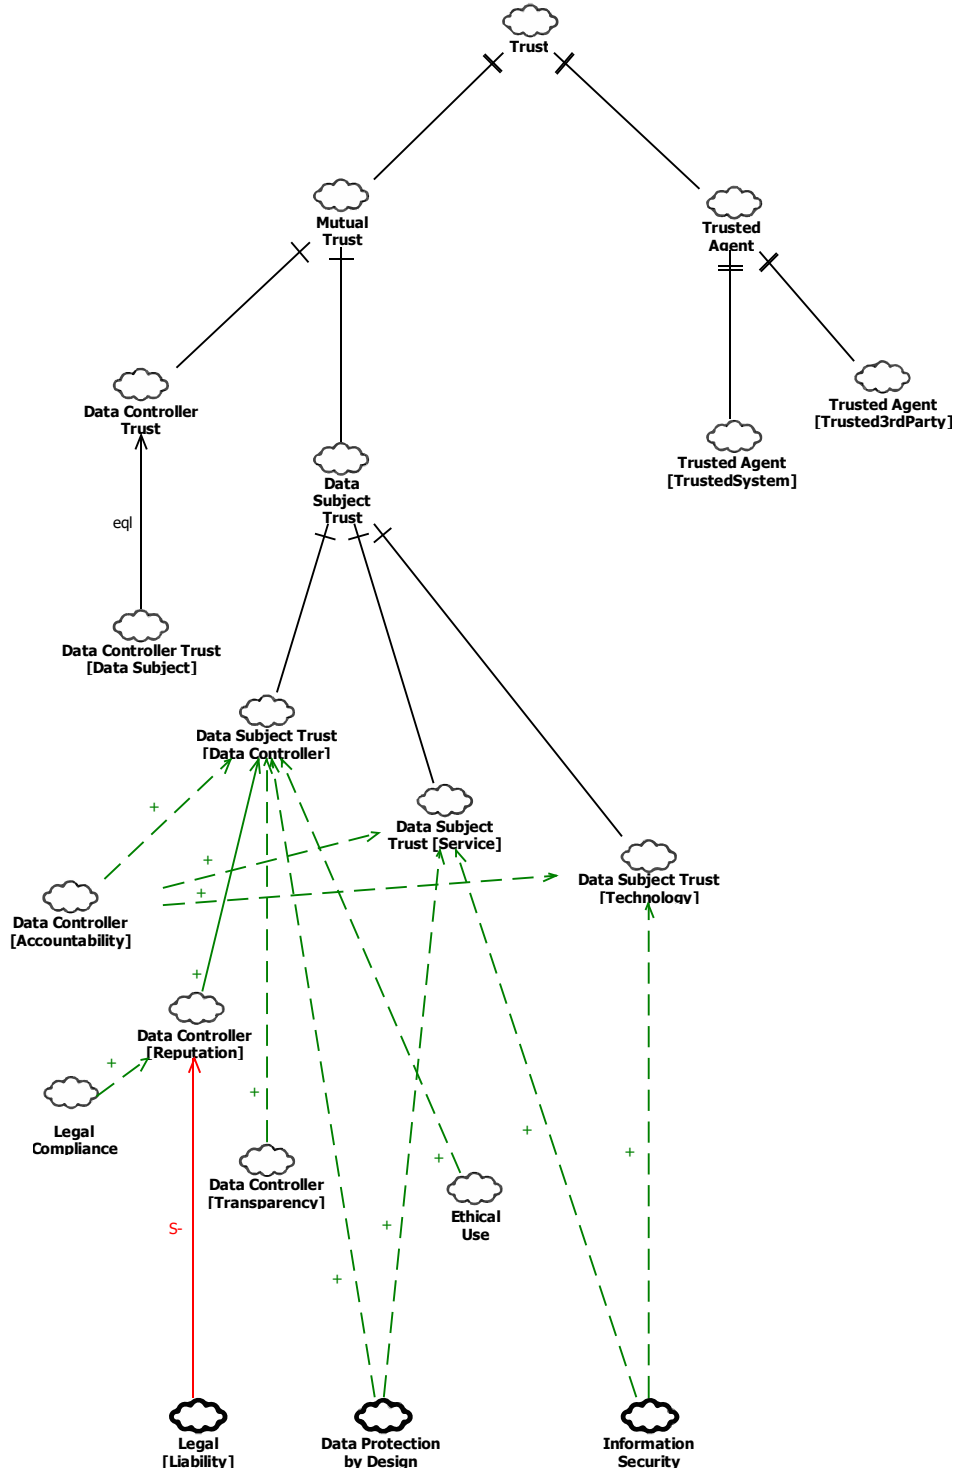 Trust
Mutual
Trust
Trusted
Agent
Data Controller
Trust
Trusted Agent
[Trusted3rdParty]
Trusted Agent
[TrustedSystem]
Data
Subject
Trust
eql
Data Controller Trust
[Data Subject]
Data Subject Trust
[Data Controller]
+
Data Subject
Trust [Service]
+
Data Subject Trust
[Technology]
+
Data Controller
[Accountability]
+
Data Controller
[Reputation]
+
Legal
Compliance
+
+
+
+
Data Controller
[Transparency]
Ethical
Use
S-
+
+
Legal
[Liability]
Data Protection
by Design
Information
Security